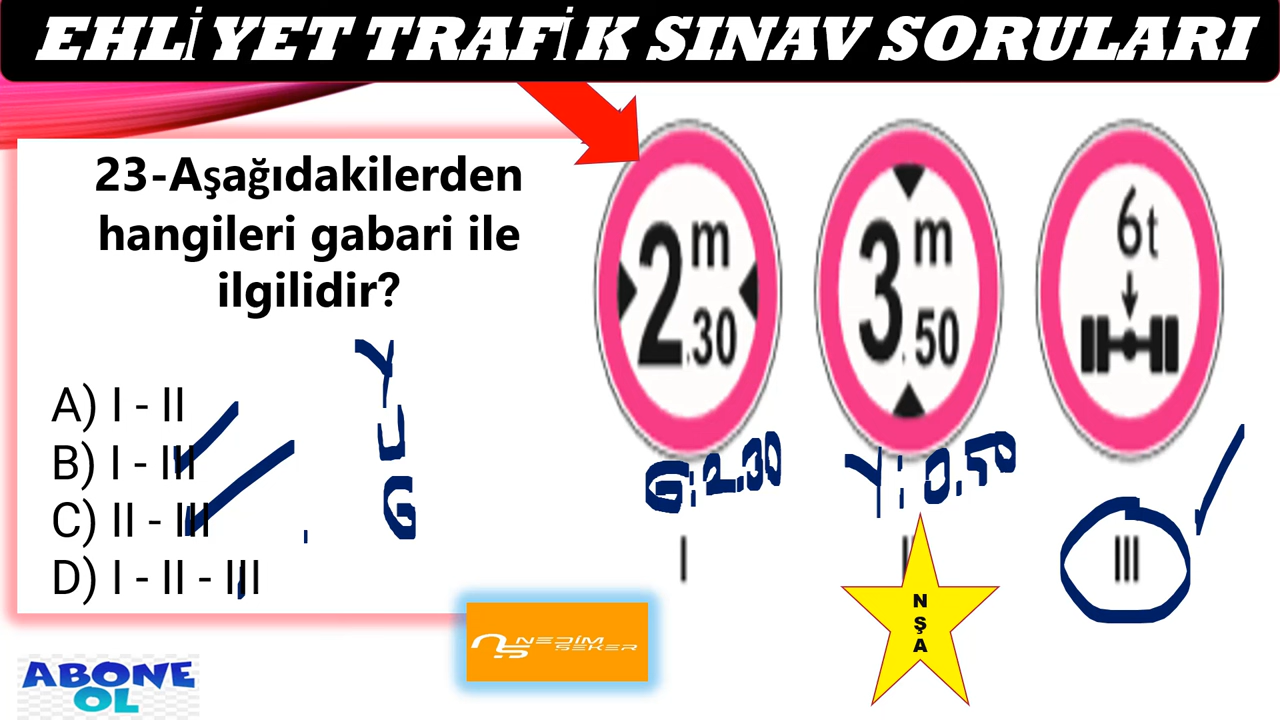 EHLİYET TRAFİK SINAV SORULARI
23-Aşağıdakilerden
hangileri gabari ile
ilgilidir?
A) I - II
B) I - III
C) II - III
D) I - II - III
Y
U
G
2 m .30
3 m .50
6t
G: 2.30
I
III
N
Ş
A
NEDİM
ŞEKER
ABONE
OL